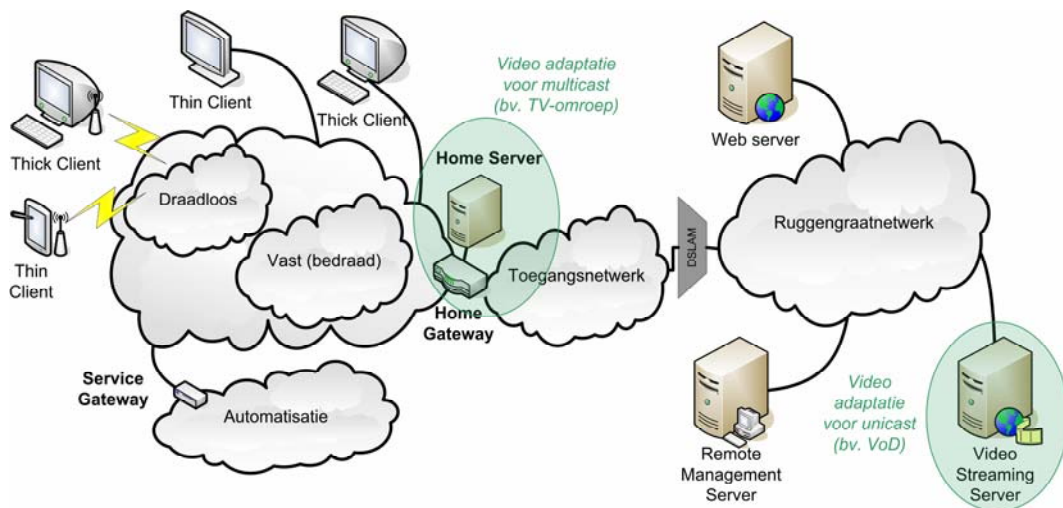 Thin Client
Thick Client
Video adaptatie
voor multicast
(bv. TV-omroep)
Web server
Thick Client
Home Server
Draadloos
Vast (bedraad)
Toegangsnetwerk
DSLAM
Ruggengraatnetwerk
Thin
Client
Home
Gateway
Service
Gateway
Automatisatie
Remote
Management
Server
Video
adaptatie
voor unicast
(bv. VoD)
Video
Streaming
Server